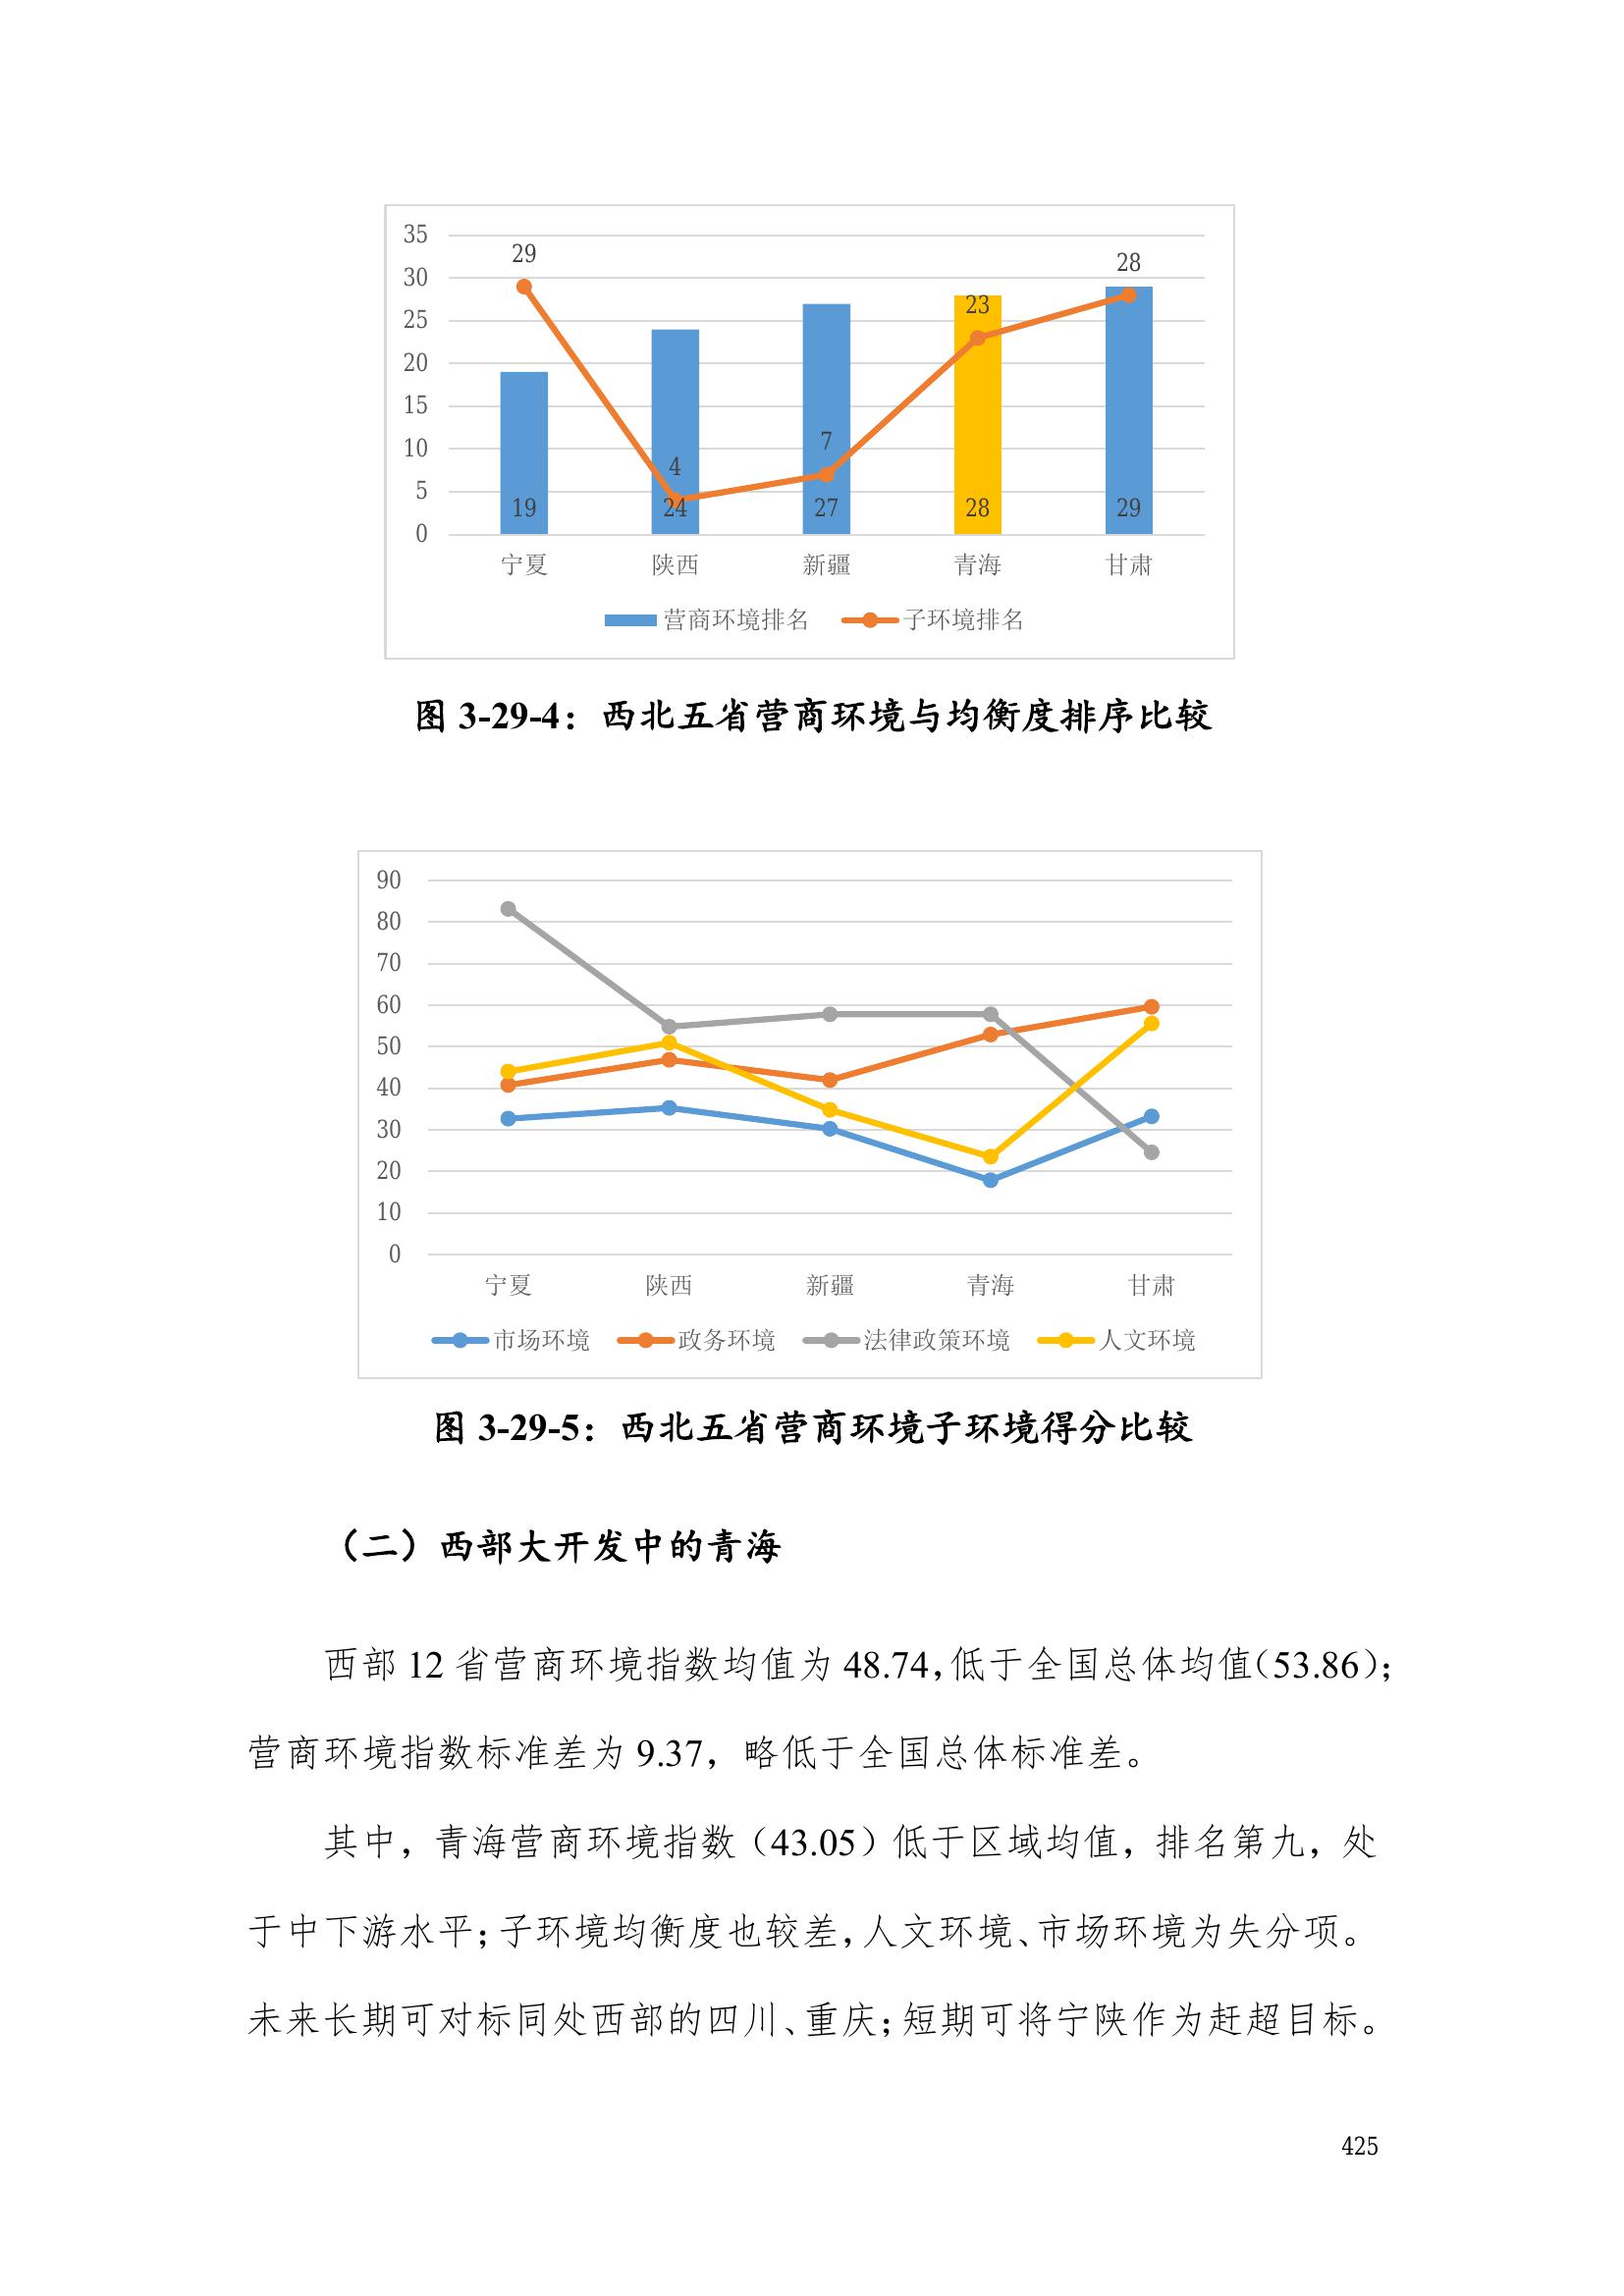 35
30
25
20
15
10
5
0
29
4
7
23
28
19
24
27
28
29
宁夏 陕西 新疆 青海 甘肃
营商环境排名 子环境排名
图 3-29-4：西北五省营商环境与均衡度排序比较
90
80
70
60
50
40
30
20
10
0
宁夏 陕西 新疆 青海 甘肃
市场环境 政务环境 法律政策环境 人文环境
图 3-29-5：西北五省营商环境子环境得分比较
（二）西部大开发中的青海
西部 12 省营商环境指数均值为 48.74，低于全国总体均值（53.86）；
营商环境指数标准差为 9.37，略低于全国总体标准差。
其中，青海营商环境指数（43.05）低于区域均值，排名第九，处
于中下游水平；子环境均衡度也较差，人文环境、市场环境为失分项。
未来长期可对标同处西部的四川、重庆；短期可将宁陕作为赶超目标。
425